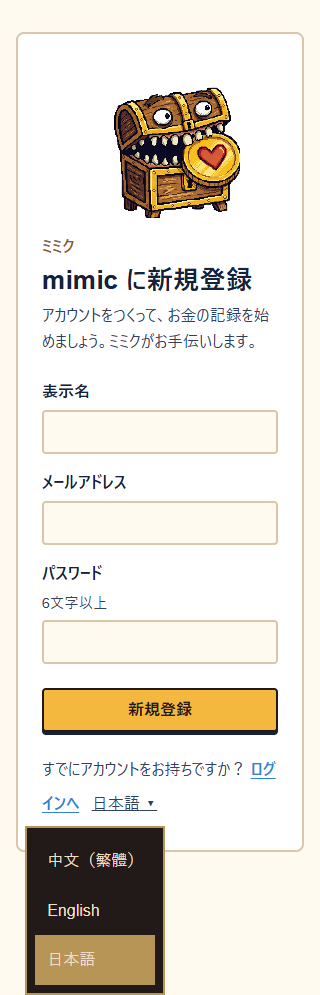 ミミク
mimic に新規登録
アカウントをつくって、お金の記録を始
めましょう。ミミクがお手伝いします。
表示名
メールアドレス
パスワード
6文字以上
新規登録
すでにアカウントをお持ちですか？ ログ
インへ 日本語 ▼
中文（繁體）
English
日本語